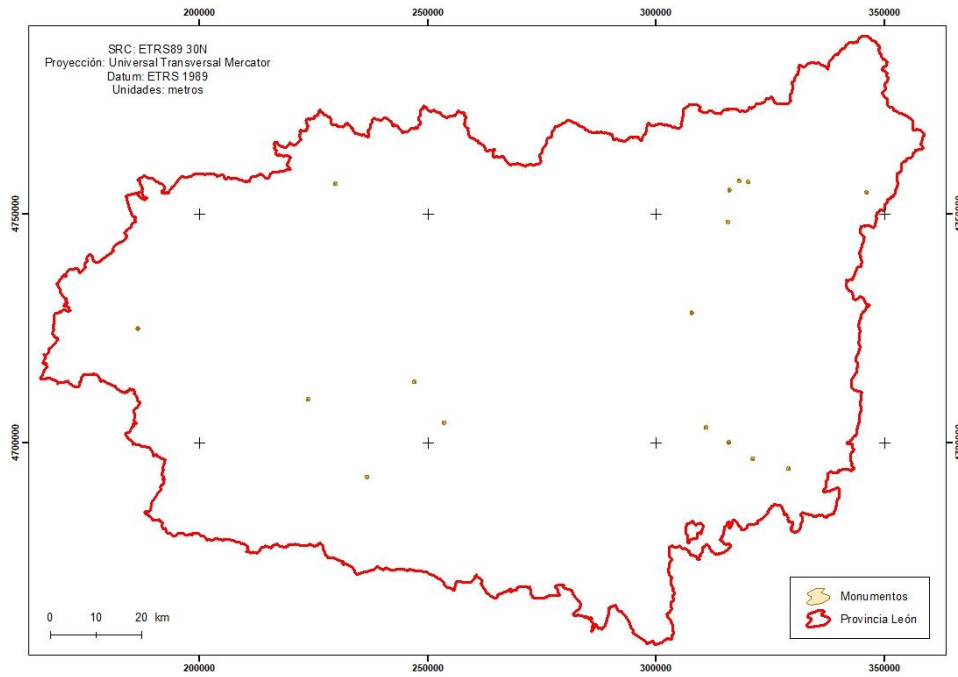 200000 250000 300000 350000
SRC: ETRS89 30N
Proyección: Universal Transversal Mercator
Datum: ETRS 1989
Unidades: metros
4750000 4750000
4700000 4700000
0 10 20 km
Monumentos
Provincia León
200000 250000 300000 350000